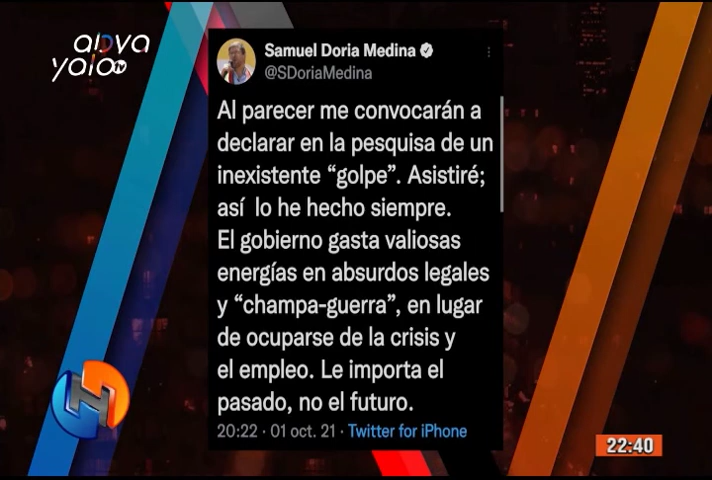 abya
yala
TV
Samuel Doria Medina
@SDoriaMedina
Al parecer me convocarán a
declarar en la pesquisa de un
inexistente “golpe”. Asistiré;
así lo he hecho siempre.
El gobierno gasta valiosas
energías en absurdos legales
y “champa-guerra”, en lugar
de ocuparse de la crisis y
el empleo. Le importa el
pasado, no el futuro.
20:22 · 01 oct. 21 · Twitter for iPhone
H
22:40